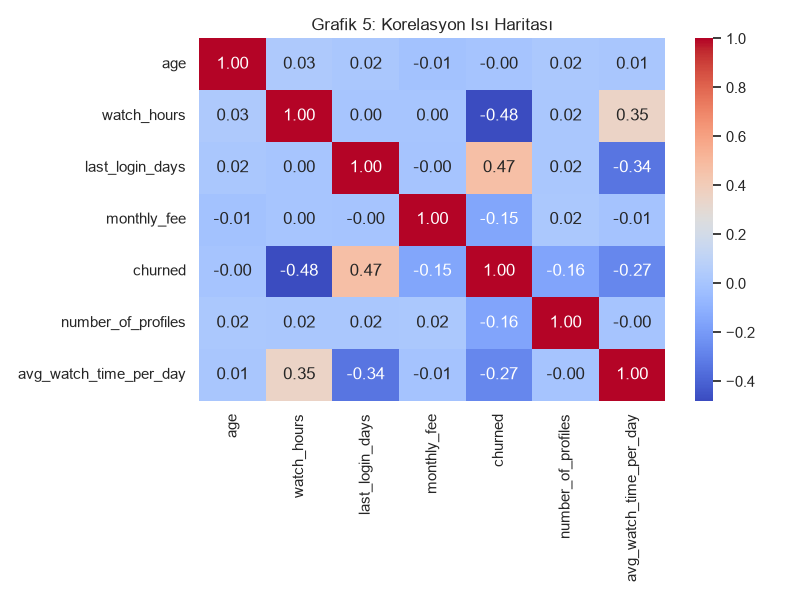 Grafik 5: Korelasyon Isı Haritası
age 1.00 0.03 0.02 -0.01 -0.00 0.02 0.01
watch_hours 0.03 1.00 0.00 0.00 -0.48 0.02 0.35
last_login_days 0.02 0.00 1.00 -0.00 0.47 0.02 -0.34
monthly_fee -0.01 0.00 -0.00 1.00 -0.15 0.02 -0.01
churned -0.00 -0.48 0.47 -0.15 1.00 -0.16 -0.27
number_of_profiles 0.02 0.02 0.02 0.02 -0.16 1.00 -0.00
avg_watch_time_per_day 0.01 0.35 -0.34 -0.01 -0.27 -0.00 1.00
age
watch_hours
last_login_days
monthly_fee
churned
number_of_profiles
avg_watch_time_per_day
1.0
0.8
0.6
0.4
0.2
0.0
−0.2
−0.4